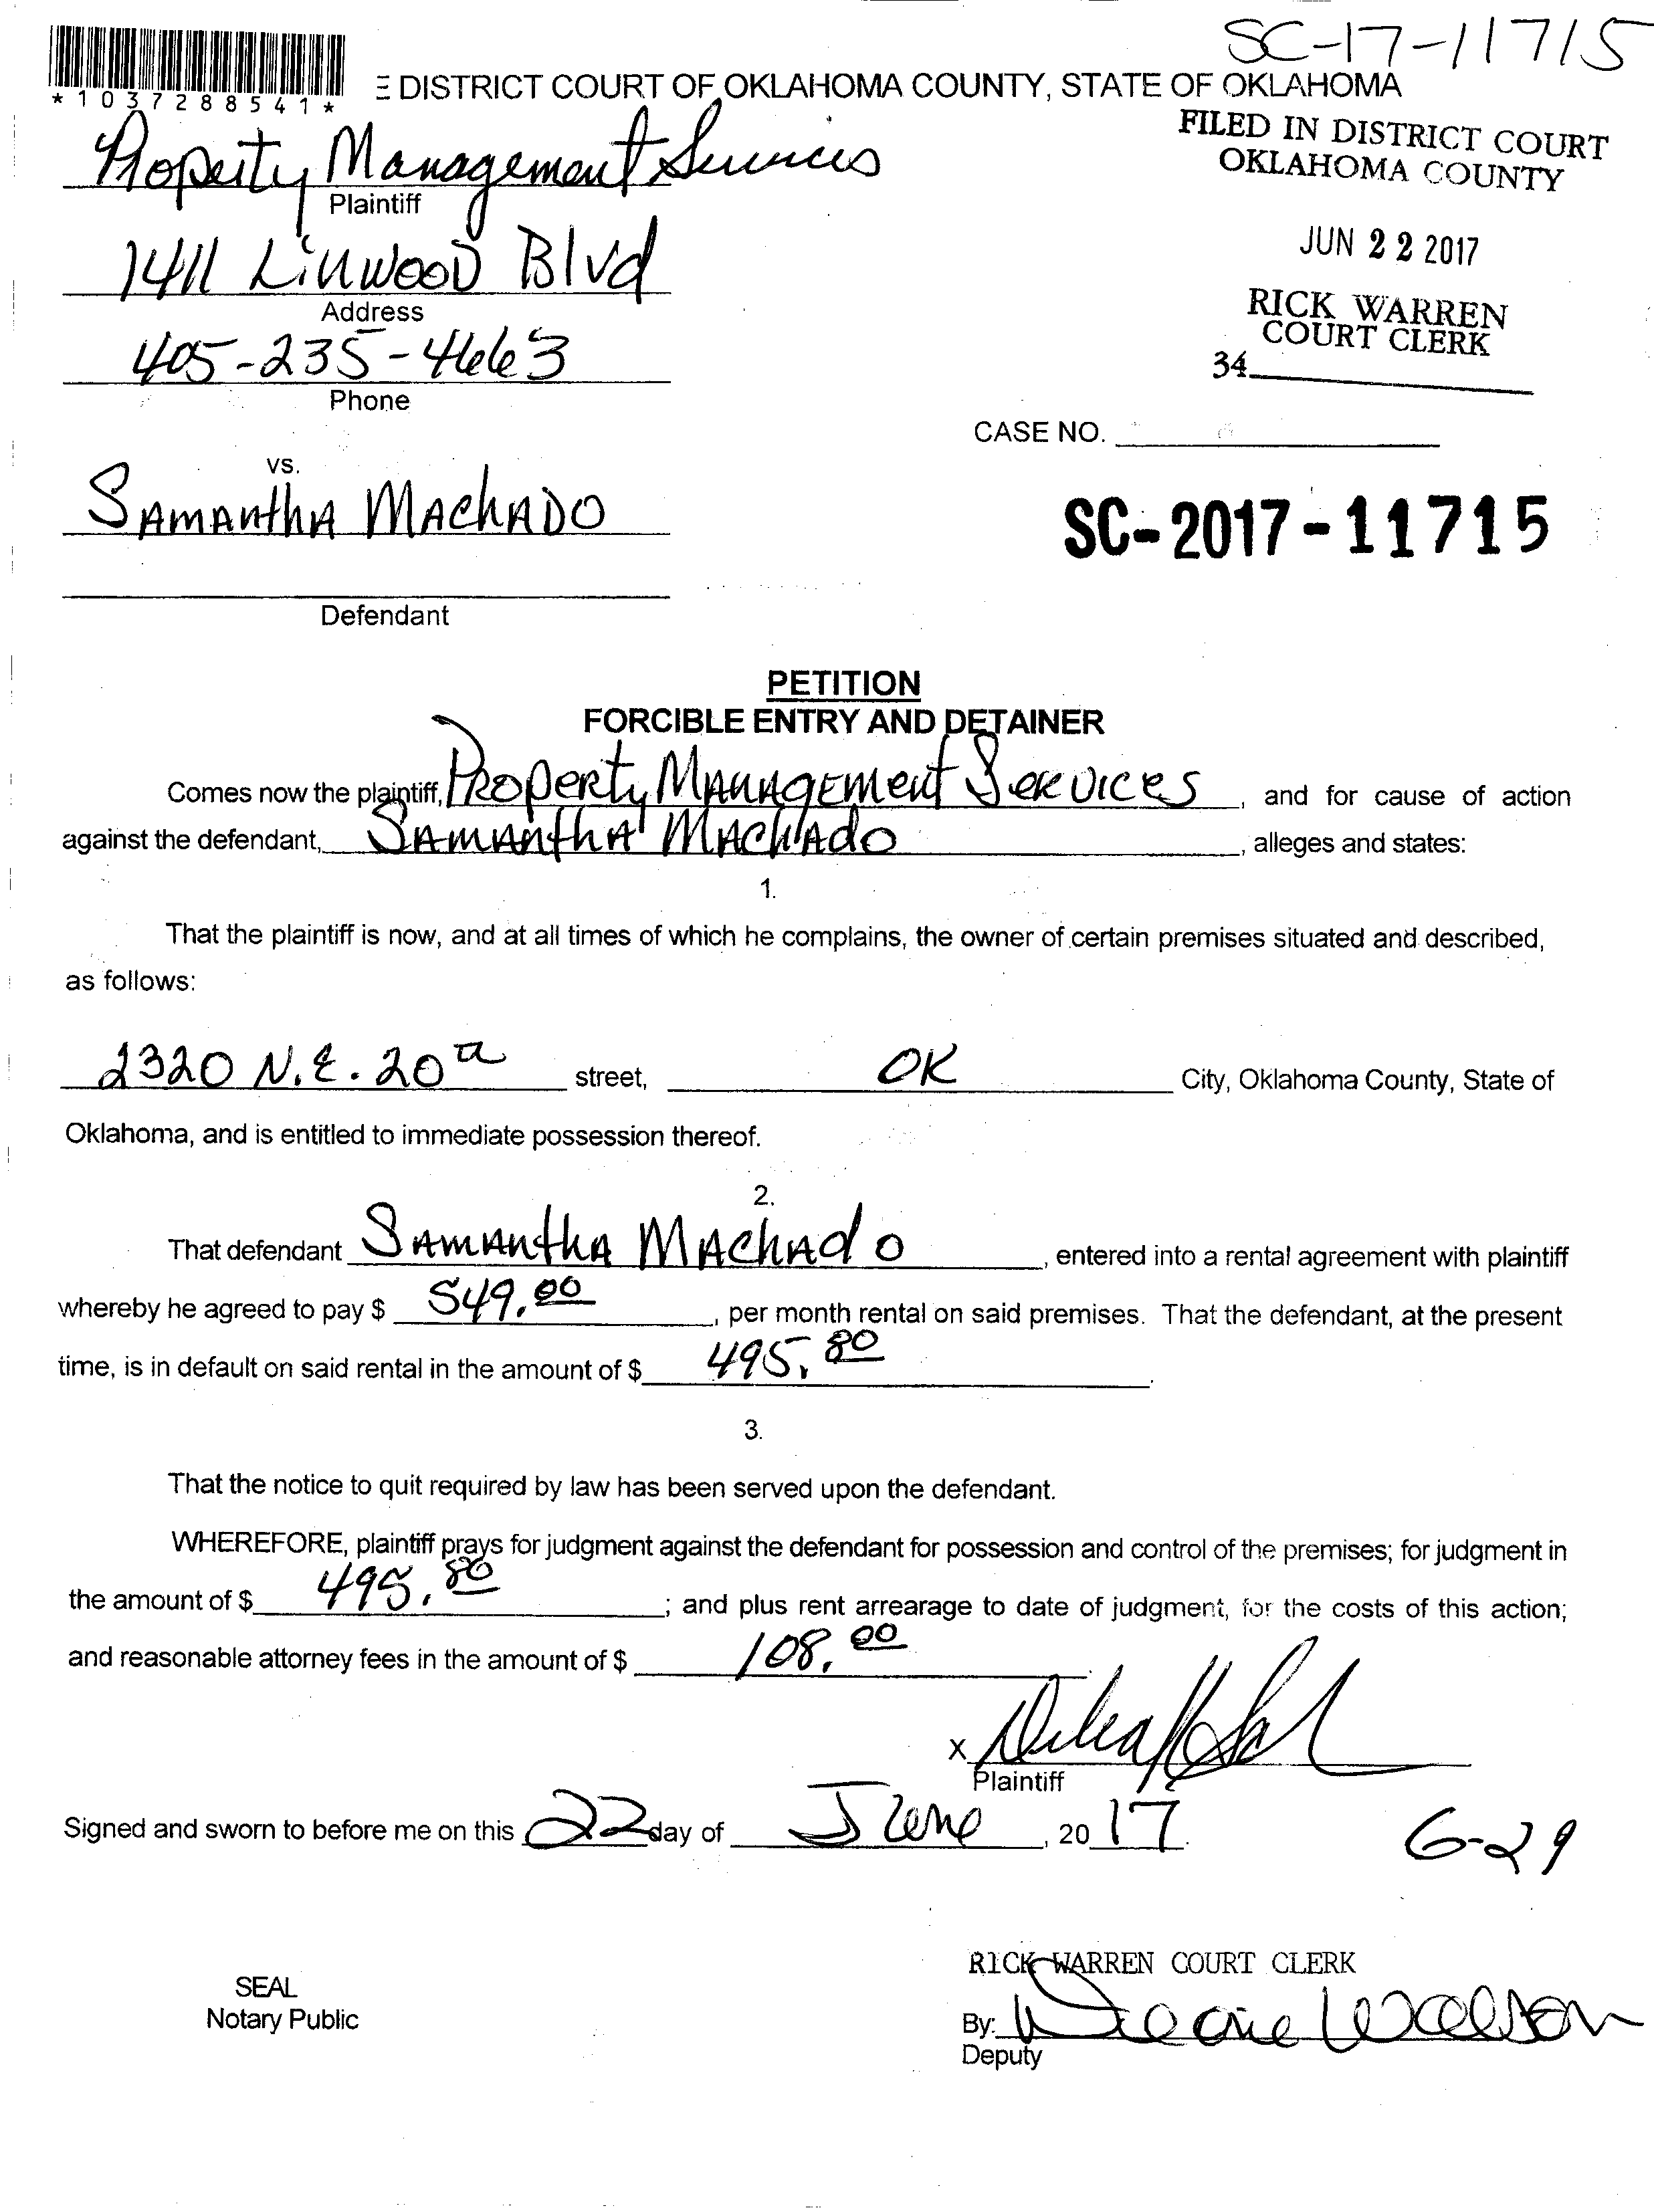 SC-17-11715
*1037288541*
E DISTRICT COURT OF OKLAHOMA COUNTY, STATE OF OKLAHOMA
FILED IN DISTRICT COURT
OKLAHOMA COUNTY
Property Management Services
Plaintiff
JUN 22 2017
1411 Linwood Blvd
Address
RICK WARREN
COURT CLERK
405-235-4663
34
Phone
CASE NO.
vs.
Samantha Machado
SC-2017-11715
Defendant
PETITION
FORCIBLE ENTRY AND DETAINER
Comes now the plaintiff, Property Management Services, and for cause of action
against the defendant, Samantha Machado, alleges and states:
1.
That the plaintiff is now, and at all times of which he complains, the owner of certain premises situated and described,
as follows:
2320 N.E. 20th street, OK City, Oklahoma County, State of
Oklahoma, and is entitled to immediate possession thereof.
2.
That defendant Samantha Machado, entered into a rental agreement with plaintiff
whereby he agreed to pay $ 549.00, per month rental on said premises. That the defendant, at the present
time, is in default on said rental in the amount of $ 495.80.
3.
That the notice to quit required by law has been served upon the defendant.
WHEREFORE, plaintiff prays for judgment against the defendant for possession and control of the premises; for judgment in
the amount of $ 495.80; and plus rent arrearage to date of judgment, for the costs of this action;
and reasonable attorney fees in the amount of $ 108.00.
X
Plaintiff
Signed and sworn to before me on this 22 day of June, 2017.
6-29
RICK WARREN COURT CLERK
SEAL
Notary Public
By:
Deputy